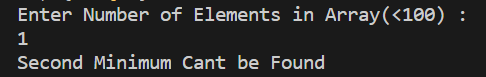 Enter Number of Elements in Array(<100) :
1
Second Minimum Cant be Found